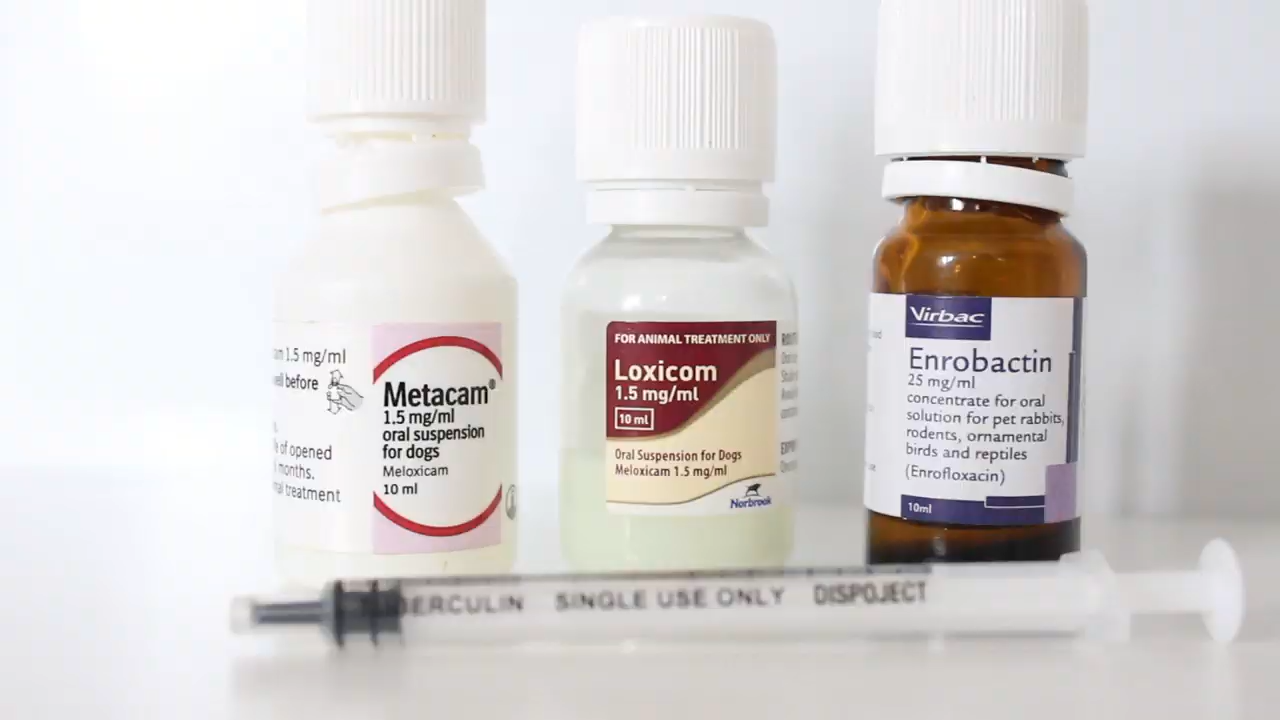 1.5 mg/ml
before
of opened
months.
treatment
Metacam®
1.5 mg/ml
oral suspension
for dogs
Meloxicam
10 ml
FOR ANIMAL TREATMENT ONLY
Loxicom
1.5 mg/ml
10 ml
Oral Suspension for Dogs
Meloxicam 1.5 mg/ml
Norbrook
Virbac
Enrobactin
25 mg/ml
concentrate for oral
solution for pet rabbits,
rodents, ornamental
birds and reptiles
(Enrofloxacin)
10ml
SINGLE USE ONLY DISPOJECT